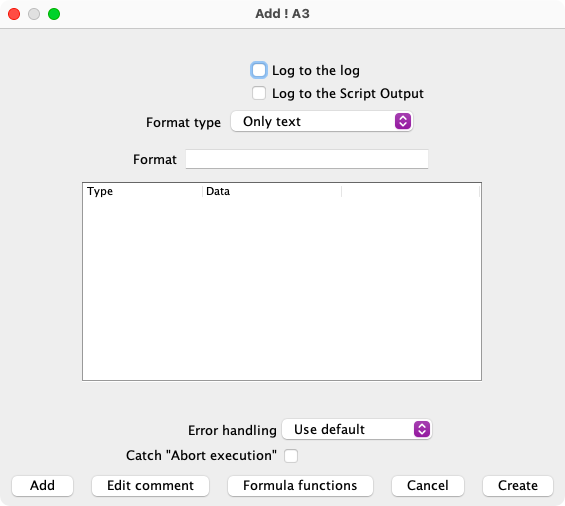 Add ! A3
Log to the log
Log to the Script Output
Format type Only text
Format
Type Data
Error handling Use default
Catch "Abort execution"
Add Edit comment Formula functions Cancel Create